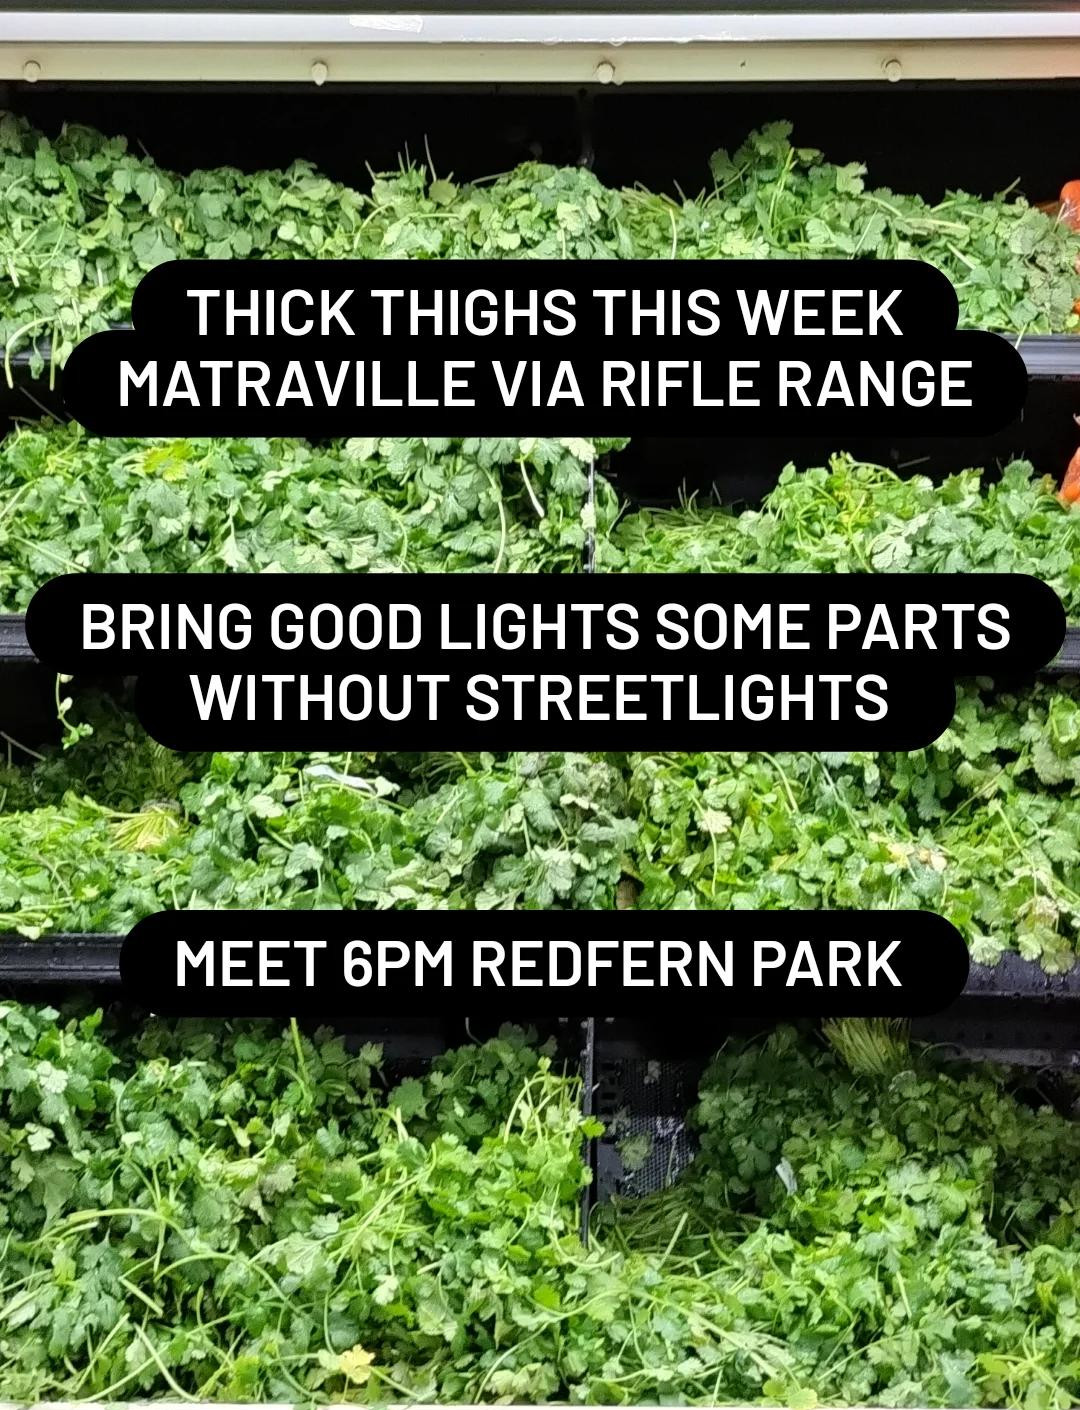 THICK THIGHS THIS WEEK
MATRAVILLE VIA RIFLE RANGE
BRING GOOD LIGHTS SOME PARTS
WITHOUT STREETLIGHTS
MEET 6PM REDFERN PARK